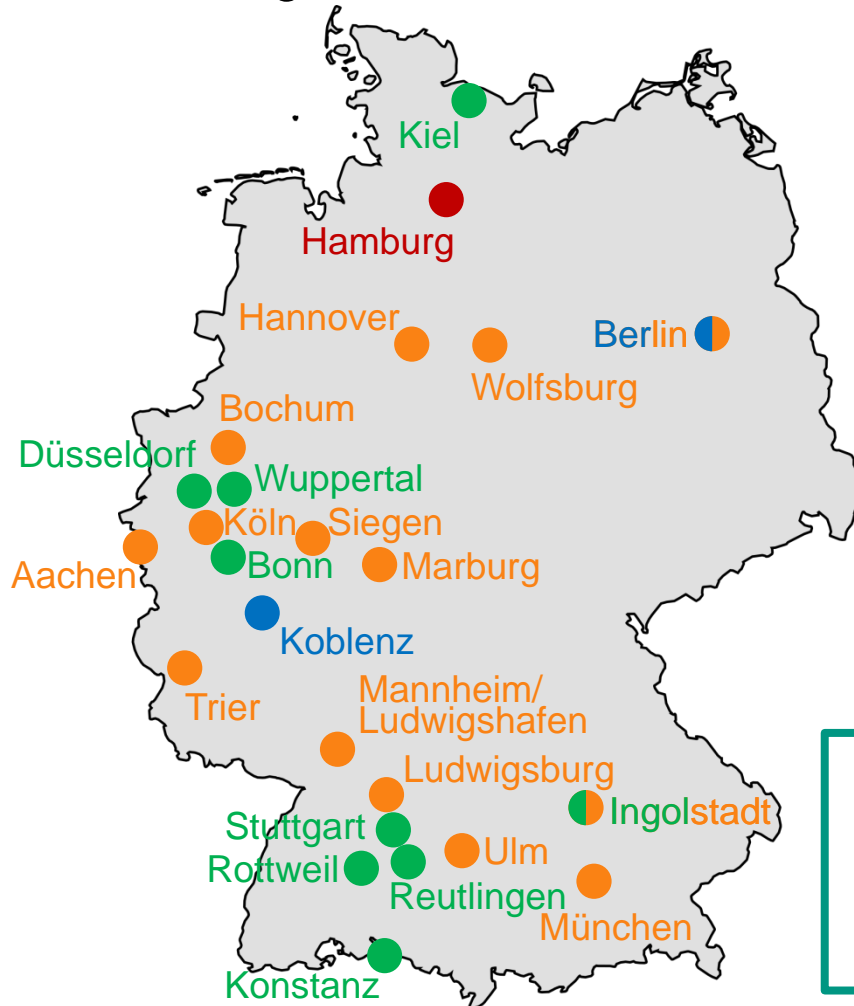 Kiel
Hamburg
Hannover
Berlin
Wolfsburg
Bochum
Düsseldorf
Wuppertal
Köln
Siegen
Aachen
Bonn
Marburg
Koblenz
Trier
Mannheim/
Ludwigshafen
Ludwigsburg
Ingolstadt
Stuttgart
Ulm
Rottweil
Reutlingen
München
Konstanz